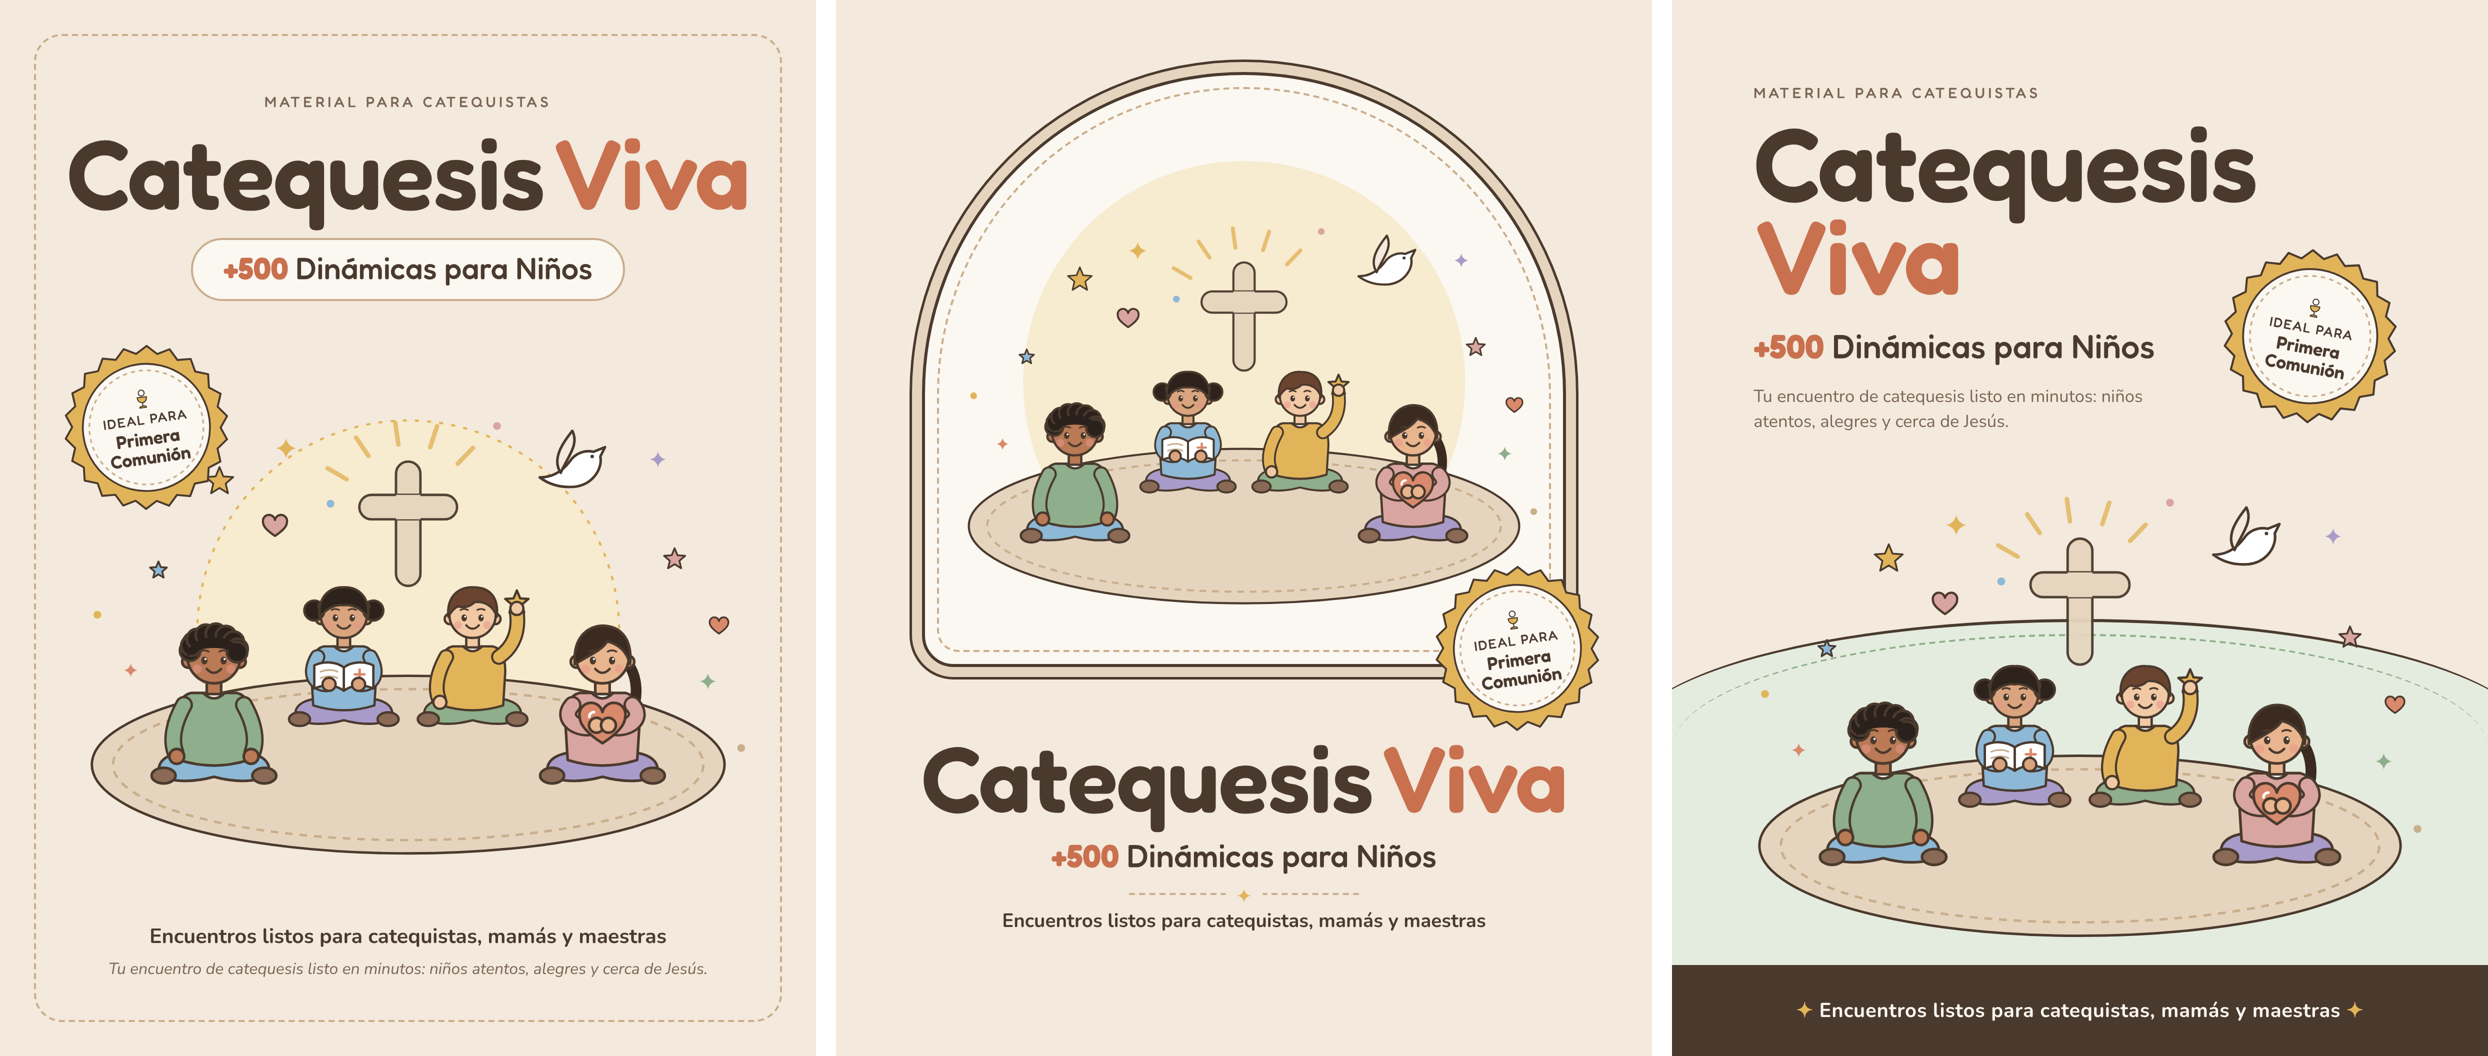 MATERIAL PARA CATEQUISTAS
Catequesis Viva
+500 Dinámicas para Niños
IDEAL PARA
Primera
Comunión
Encuentros listos para catequistas, mamás y maestras
Tu encuentro de catequesis listo en minutos: niños atentos, alegres y cerca de Jesús.
IDEAL PARA
Primera
Comunión
Catequesis Viva
+500 Dinámicas para Niños
Encuentros listos para catequistas, mamás y maestras
MATERIAL PARA CATEQUISTAS
Catequesis
Viva
+500 Dinámicas para Niños
Tu encuentro de catequesis listo en minutos: niños
atentos, alegres y cerca de Jesús.
IDEAL PARA
Primera
Comunión
Encuentros listos para catequistas, mamás y maestras